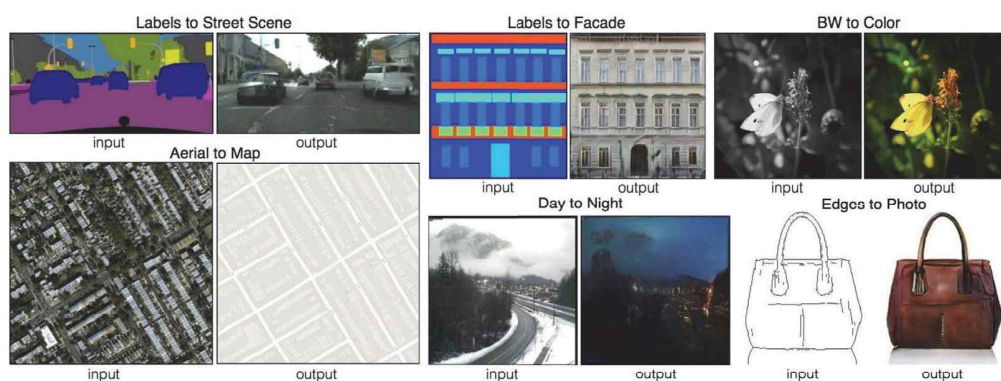 Labels to Street Scene
input
output
Aerial to Map
input
output
Labels to Facade
input
output
BW to Color
input
output
Day to Night
input
output
Edges to Photo
input
output